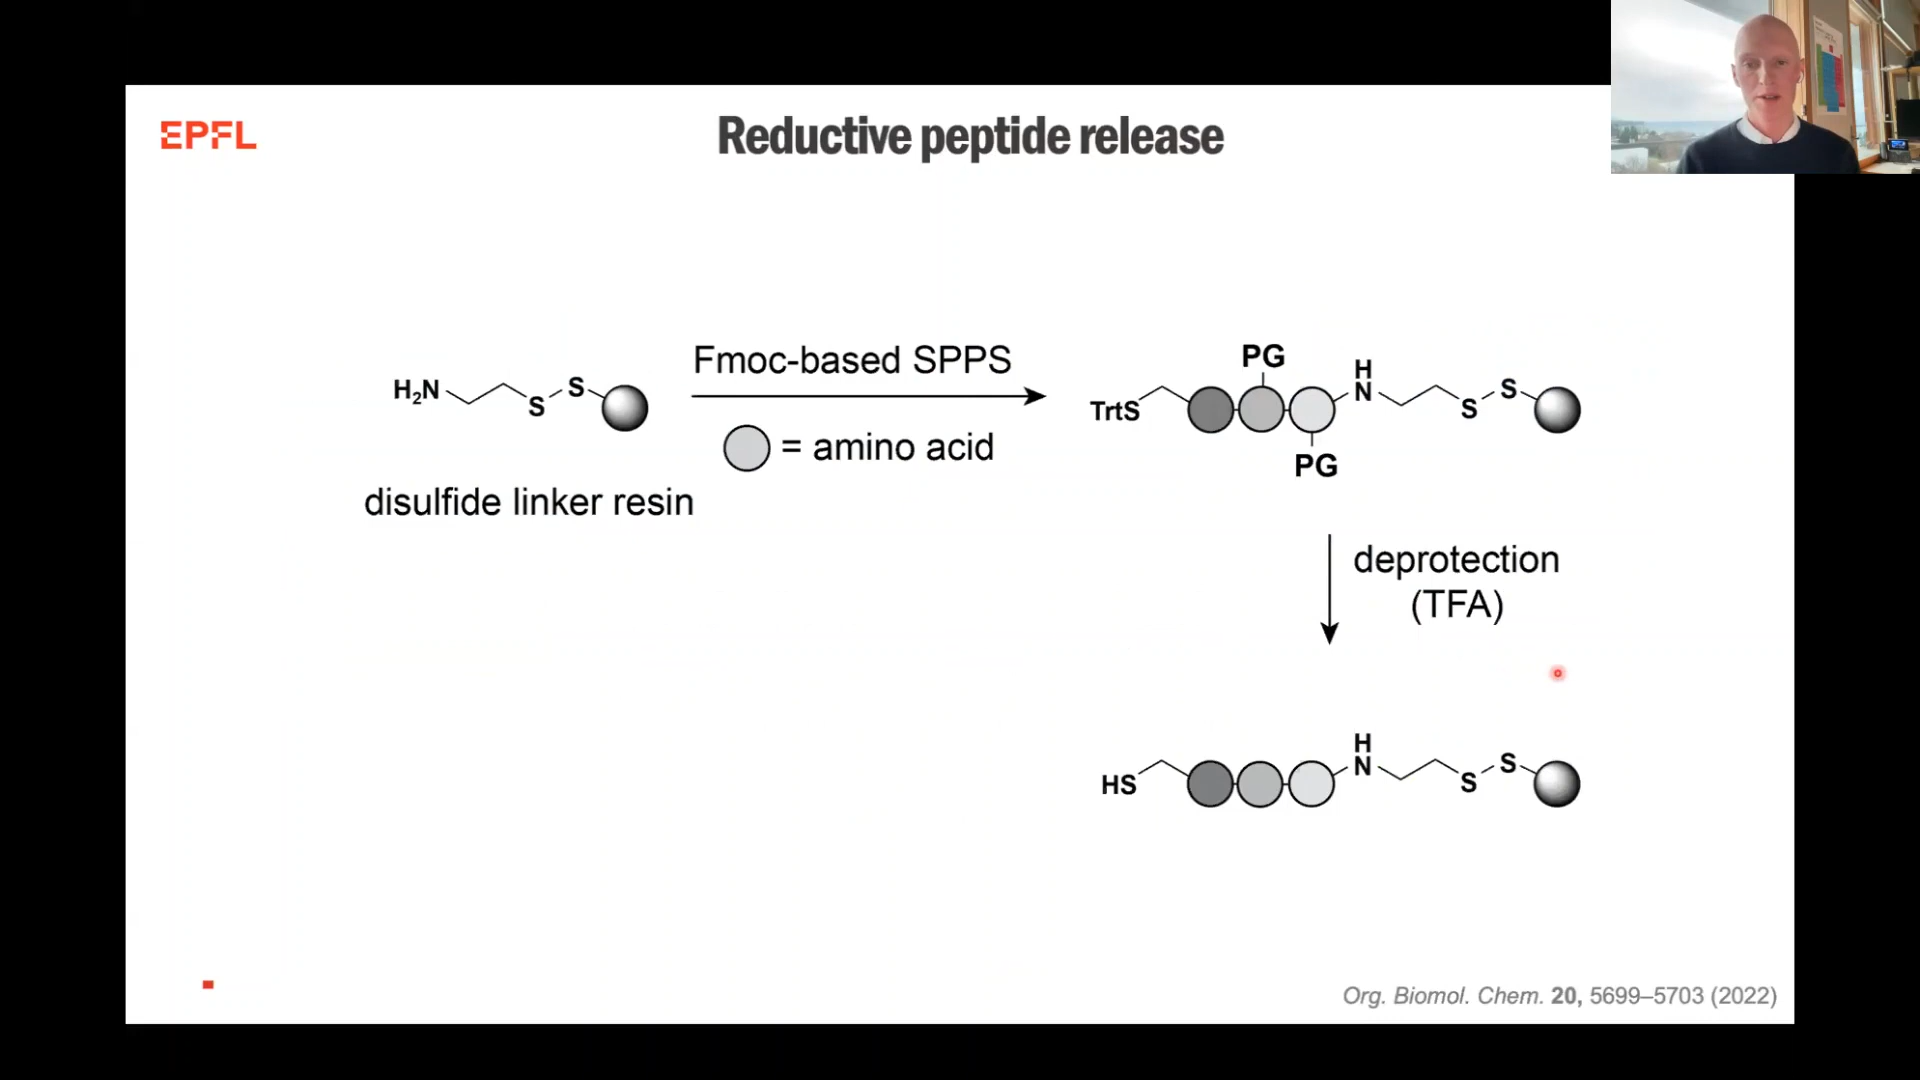 EPFL
Reductive peptide release
H₂N
S
S
disulfide linker resin
Fmoc-based SPPS
= amino acid
PG
TrtS
H
N
S
S
PG
deprotection
(TFA)
HS
H
N
S
S
Org. Biomol. Chem. 20, 5699–5703 (2022)